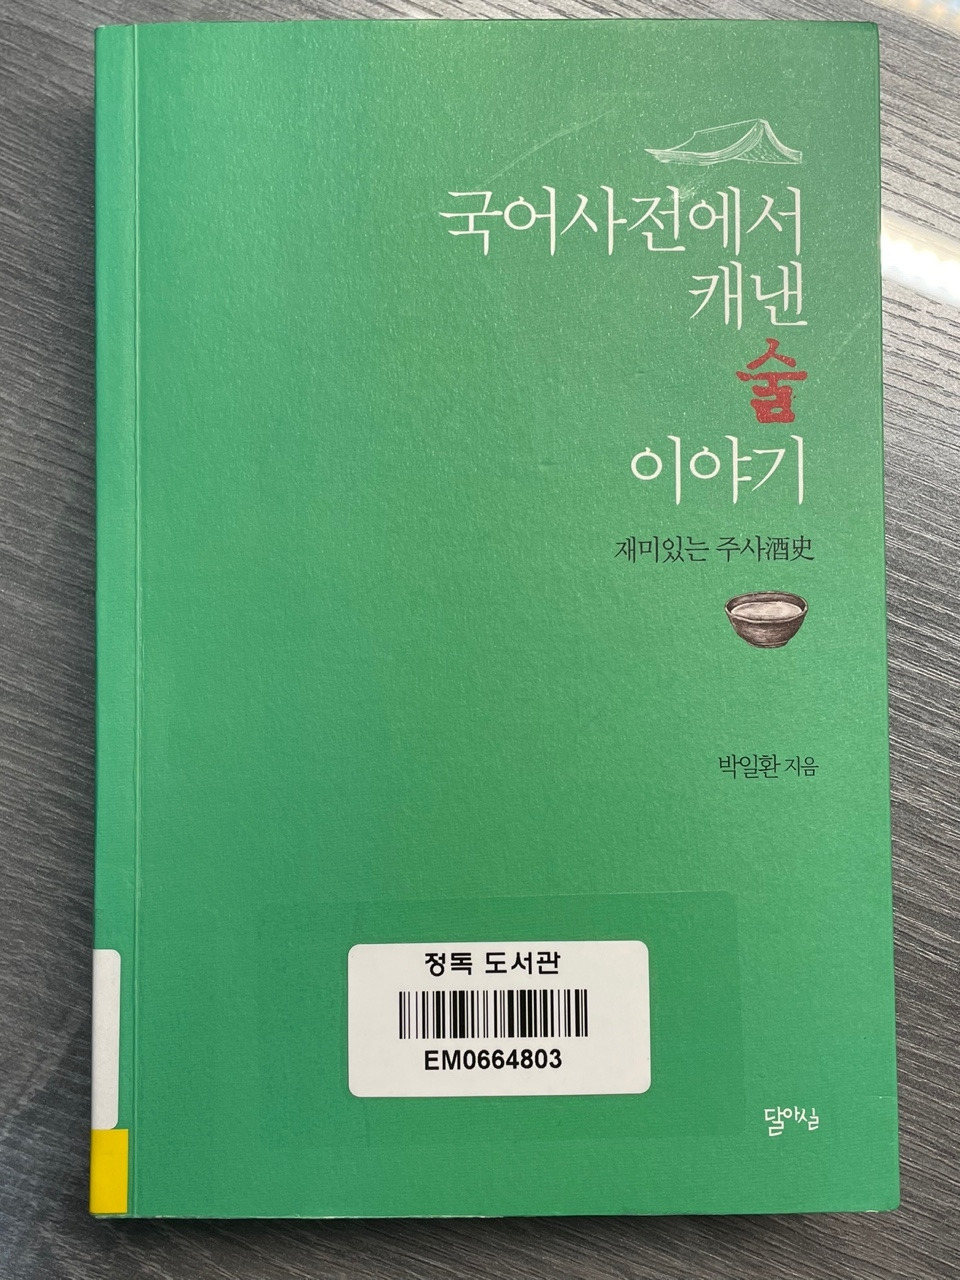 국어사전에서
캐낸
술
이야기
재미있는 주사酒史
박일환 지음
정독 도서관
EM0664803
달아실